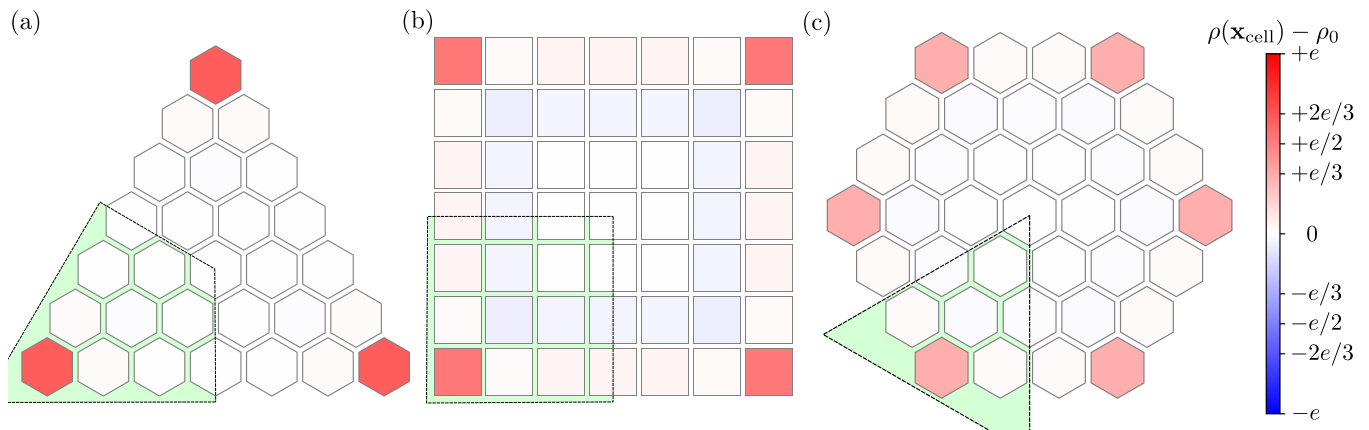 (a)
(b)
(c)
ρ(𝐱cell) − ρ0
+e
+2e/3
+e/2
+e/3
0
−e/3
−e/2
−2e/3
−e